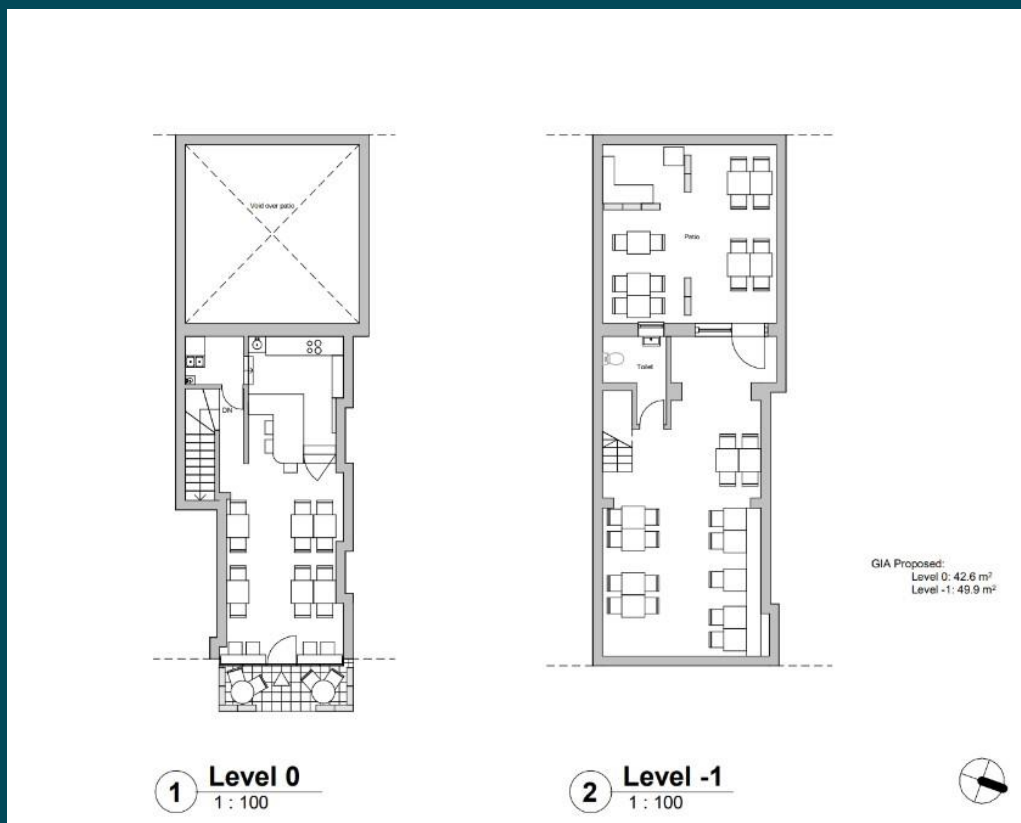 Void over patio
DN
Patio
Toilet
GIA Proposed:
Level 0: 42.6 m²
Level -1: 49.9 m²
1 Level 0
1 : 100
2 Level -1
1 : 100